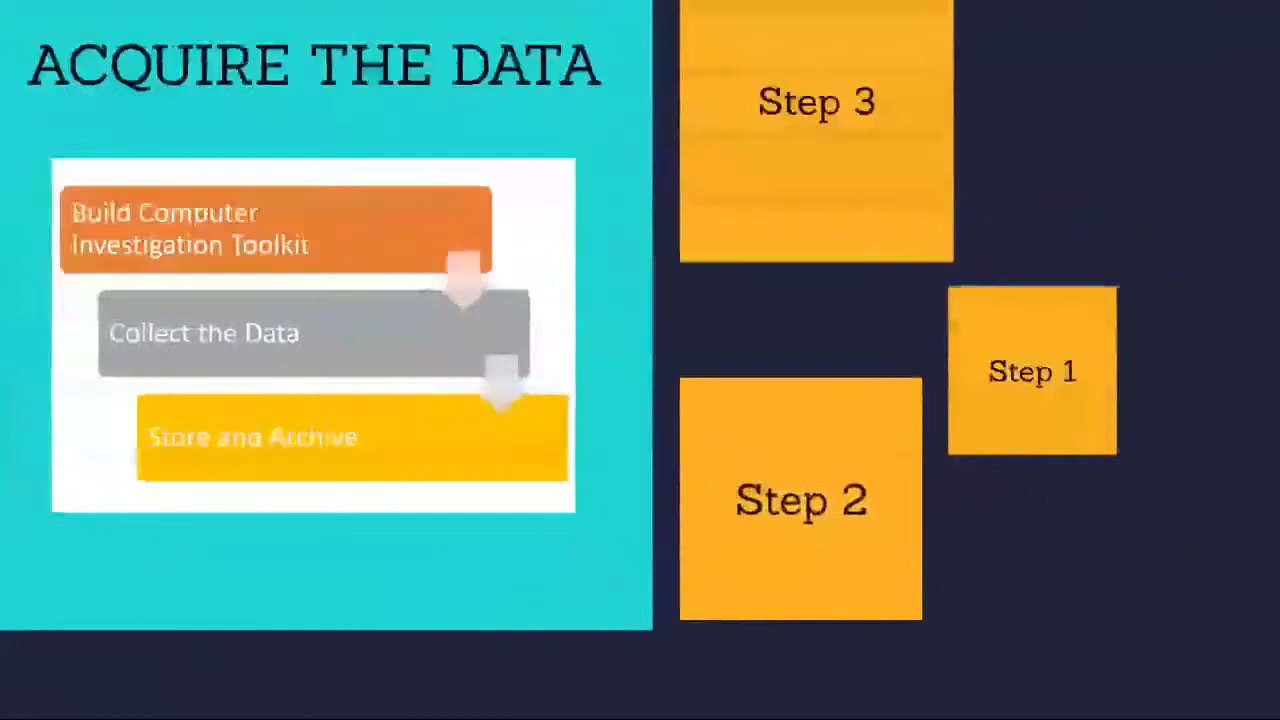 ACQUIRE THE DATA
Build Computer
Investigation Toolkit
Collect the Data
Store and Archive
Step 3
Step 1
Step 2